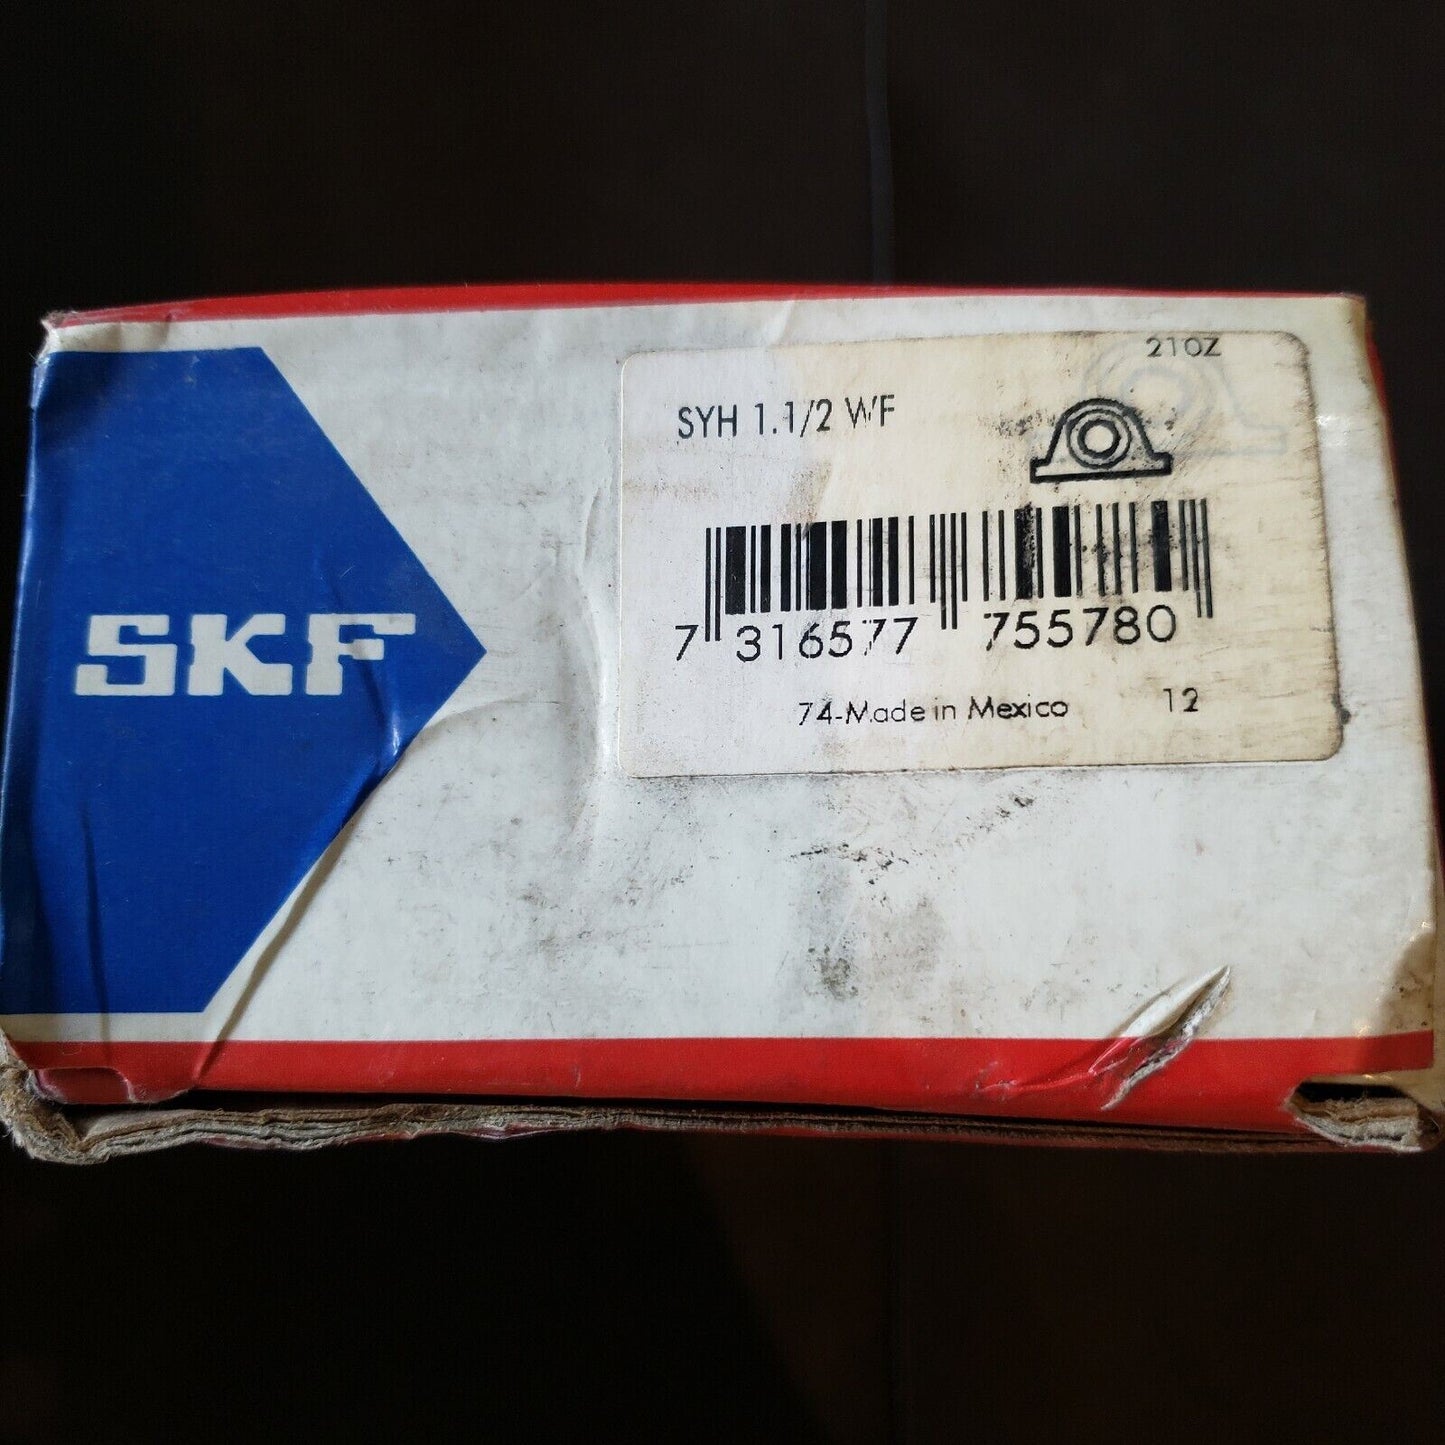 210Z
SYH 1.1/2 WF
SKF
7 316577 755780
74-Made in Mexico 12